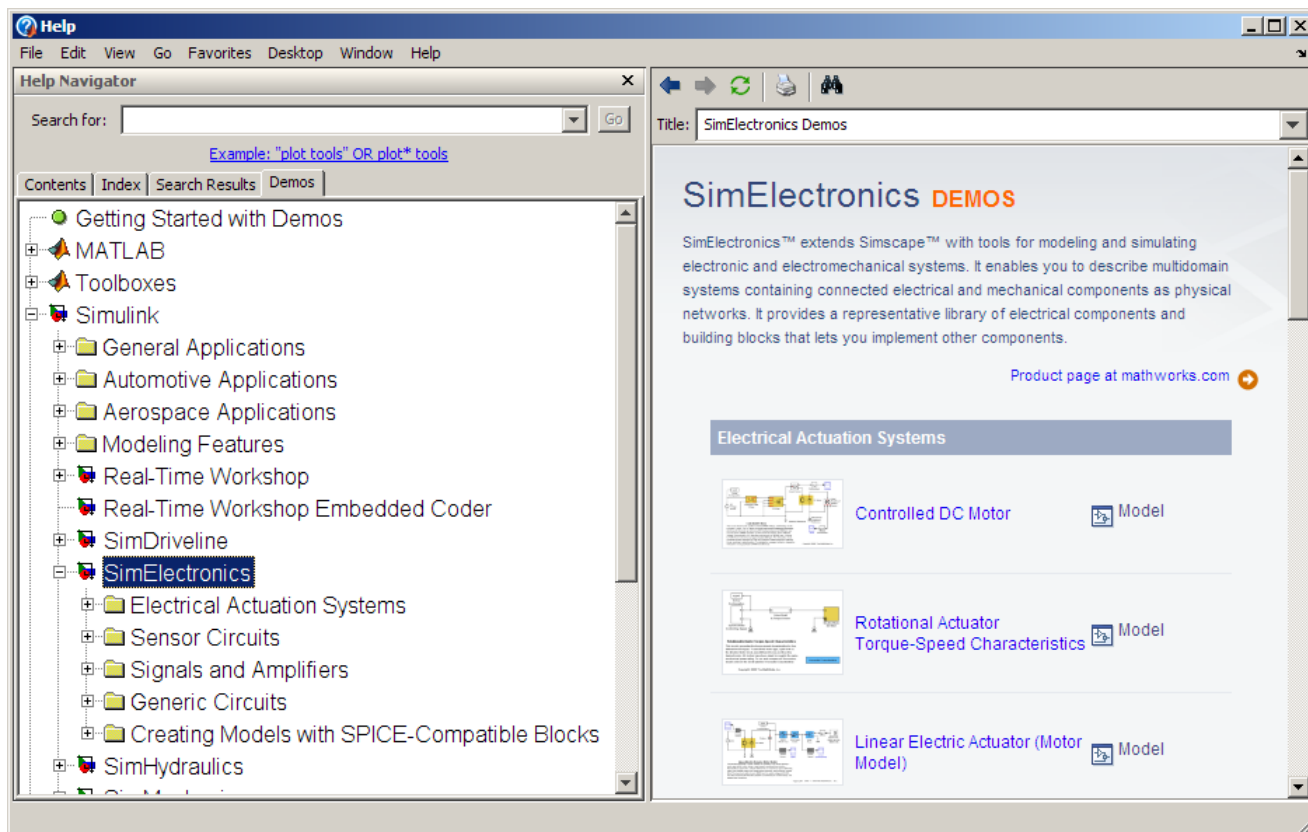 Help
File Edit View Go Favorites Desktop Window Help
Help Navigator
Search for:
Go
Example: "plot tools" OR plot* tools
Contents Index Search Results Demos
Getting Started with Demos
MATLAB
Toolboxes
Simulink
General Applications
Automotive Applications
Aerospace Applications
Modeling Features
Real-Time Workshop
Real-Time Workshop Embedded Coder
SimDriveline
SimElectronics
Electrical Actuation Systems
Sensor Circuits
Signals and Amplifiers
Generic Circuits
Creating Models with SPICE-Compatible Blocks
SimHydraulics
Title: SimElectronics Demos
SimElectronics DEMOS
SimElectronics™ extends Simscape™ with tools for modeling and simulating
electronic and electromechanical systems. It enables you to describe multidomain
systems containing connected electrical and mechanical components as physical
networks. It provides a representative library of electrical components and
building blocks that lets you implement other components.
Product page at mathworks.com
Electrical Actuation Systems
Controlled DC Motor
Model
Rotational Actuator
Torque-Speed Characteristics
Model
Linear Electric Actuator (Motor
Model)
Model